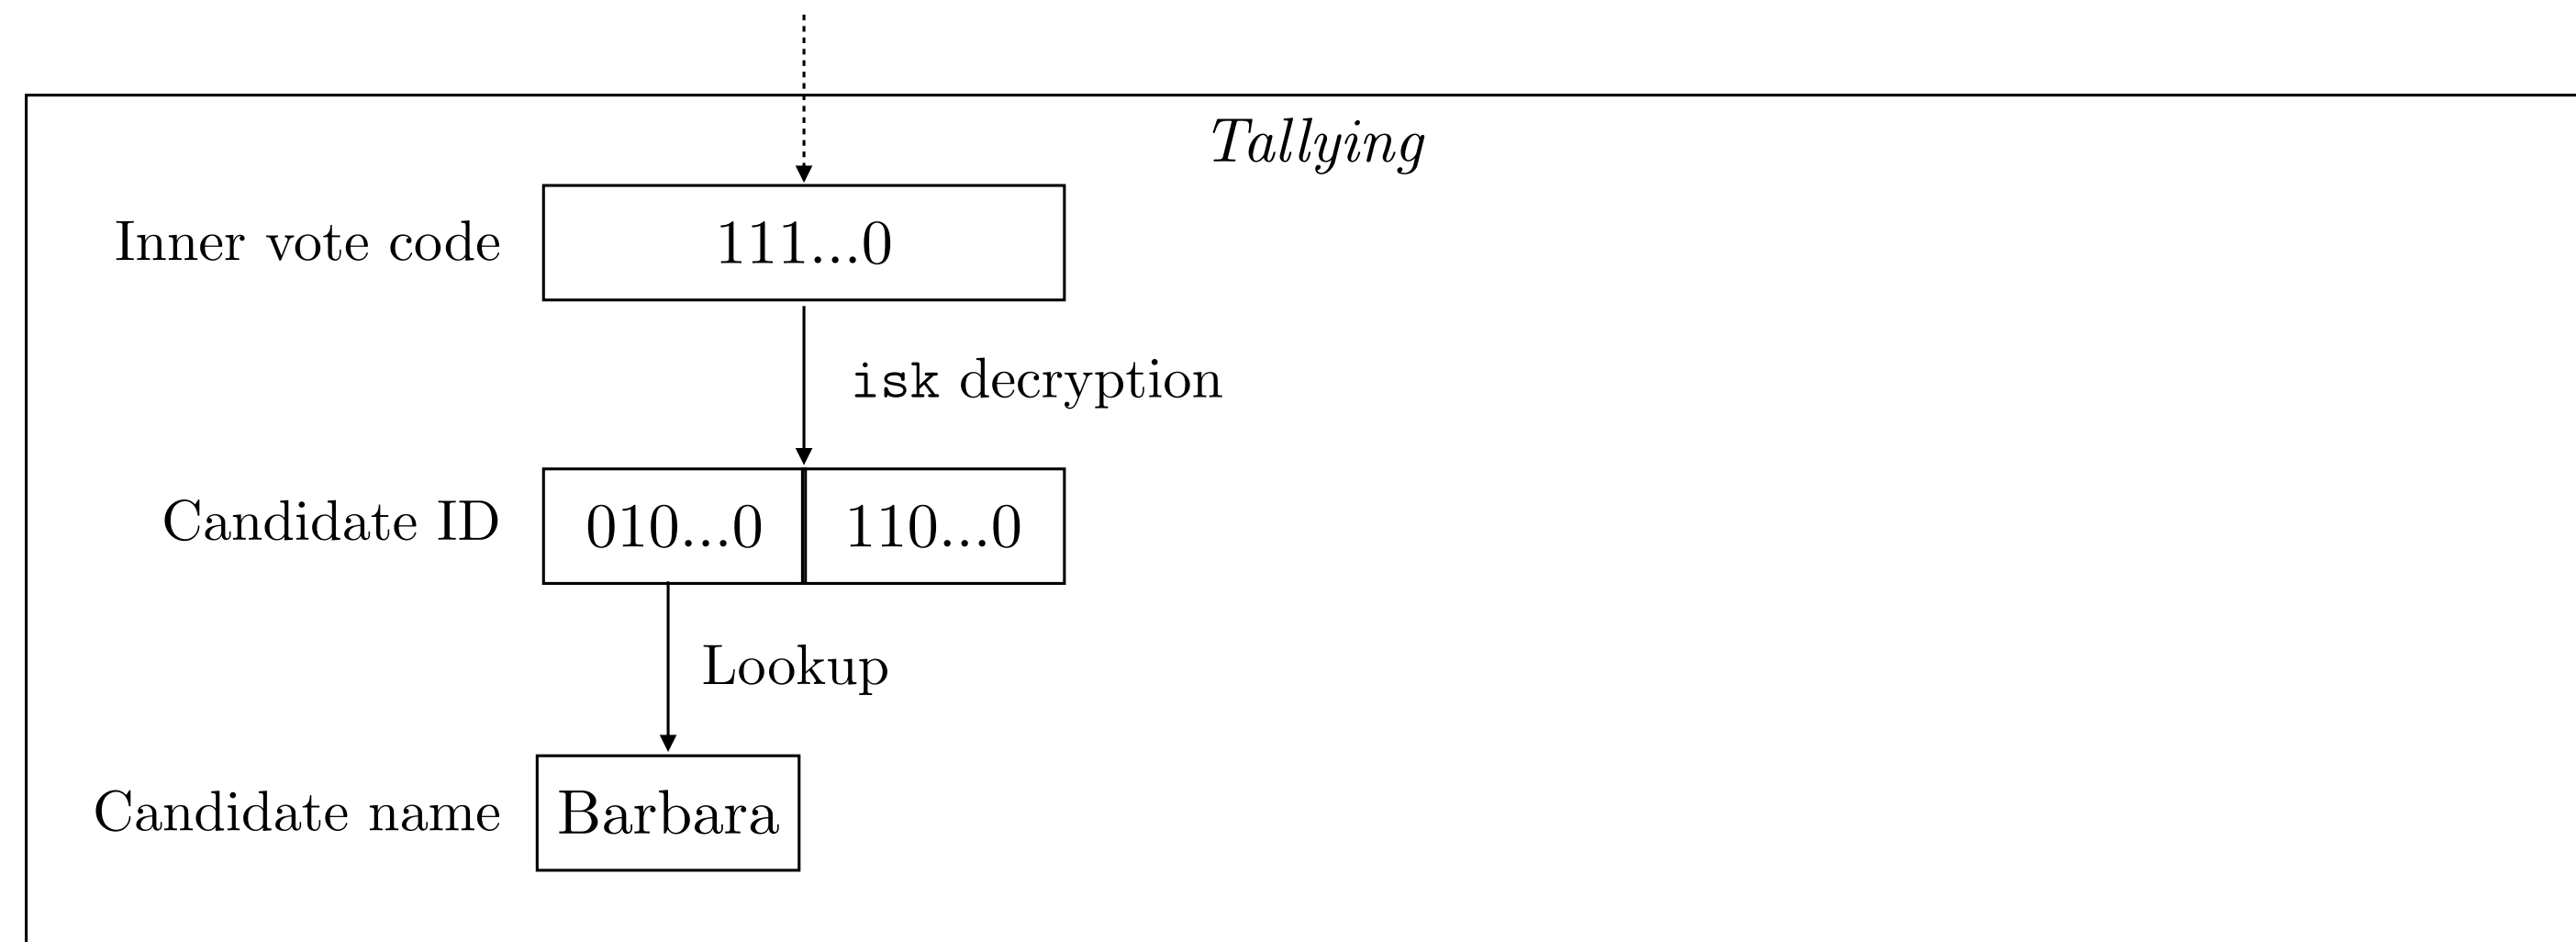 Tallying
Inner vote code 111...0
isk decryption
Candidate ID 010...0 110...0
Lookup
Candidate name Barbara